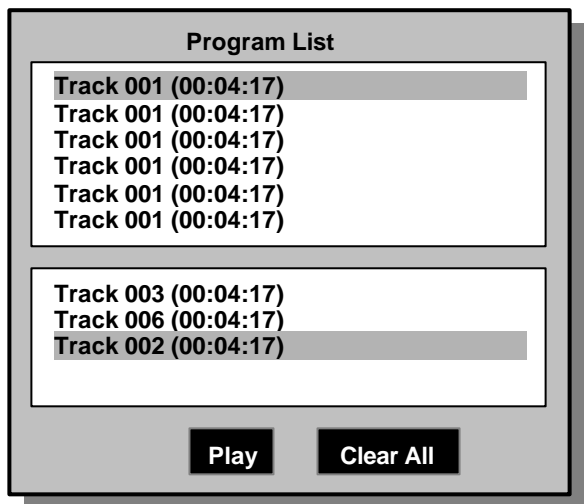 Program List
Track 001 (00:04:17)
Track 001 (00:04:17)
Track 001 (00:04:17)
Track 001 (00:04:17)
Track 001 (00:04:17)
Track 001 (00:04:17)
Track 003 (00:04:17)
Track 006 (00:04:17)
Track 002 (00:04:17)
Play Clear All